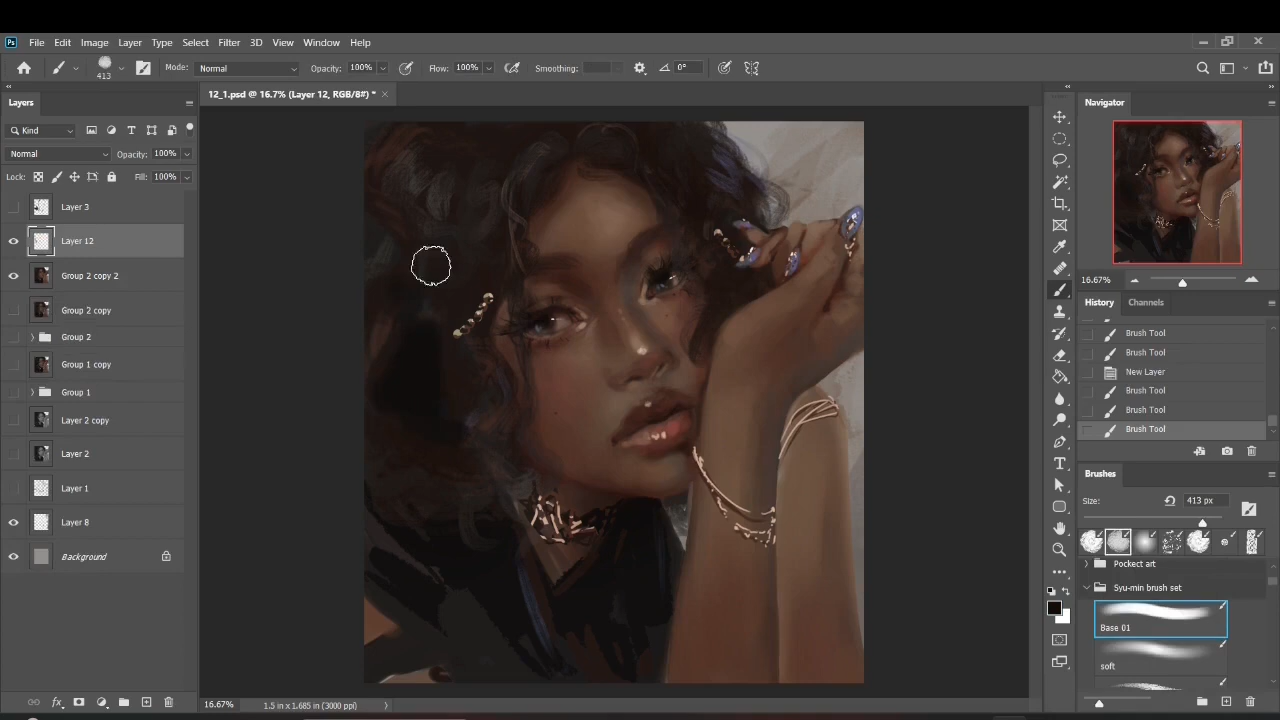 Ps File Edit Image Layer Type Select Filter 3D View Window Help
413 Mode: Normal Opacity: 100% Flow: 100% Smoothing: 0°
Layers
12_1.psd @ 16.7% (Layer 12, RGB/8#) *
Kind
Normal Opacity: 100%
Lock: Fill: 100%
Layer 3
Layer 12
Group 2 copy 2
Group 2 copy
Group 2
Group 1 copy
Group 1
Layer 2 copy
Layer 2
Layer 1
Layer 8
Background
16.67% 1.5 in x 1.685 in (3000 ppi)
Navigator
16.67%
History Channels
Brush Tool
Brush Tool
New Layer
Brush Tool
Brush Tool
Brush Tool
Brushes
Size: 413 px
Pockect art
Syu-min brush set
Base 01
soft